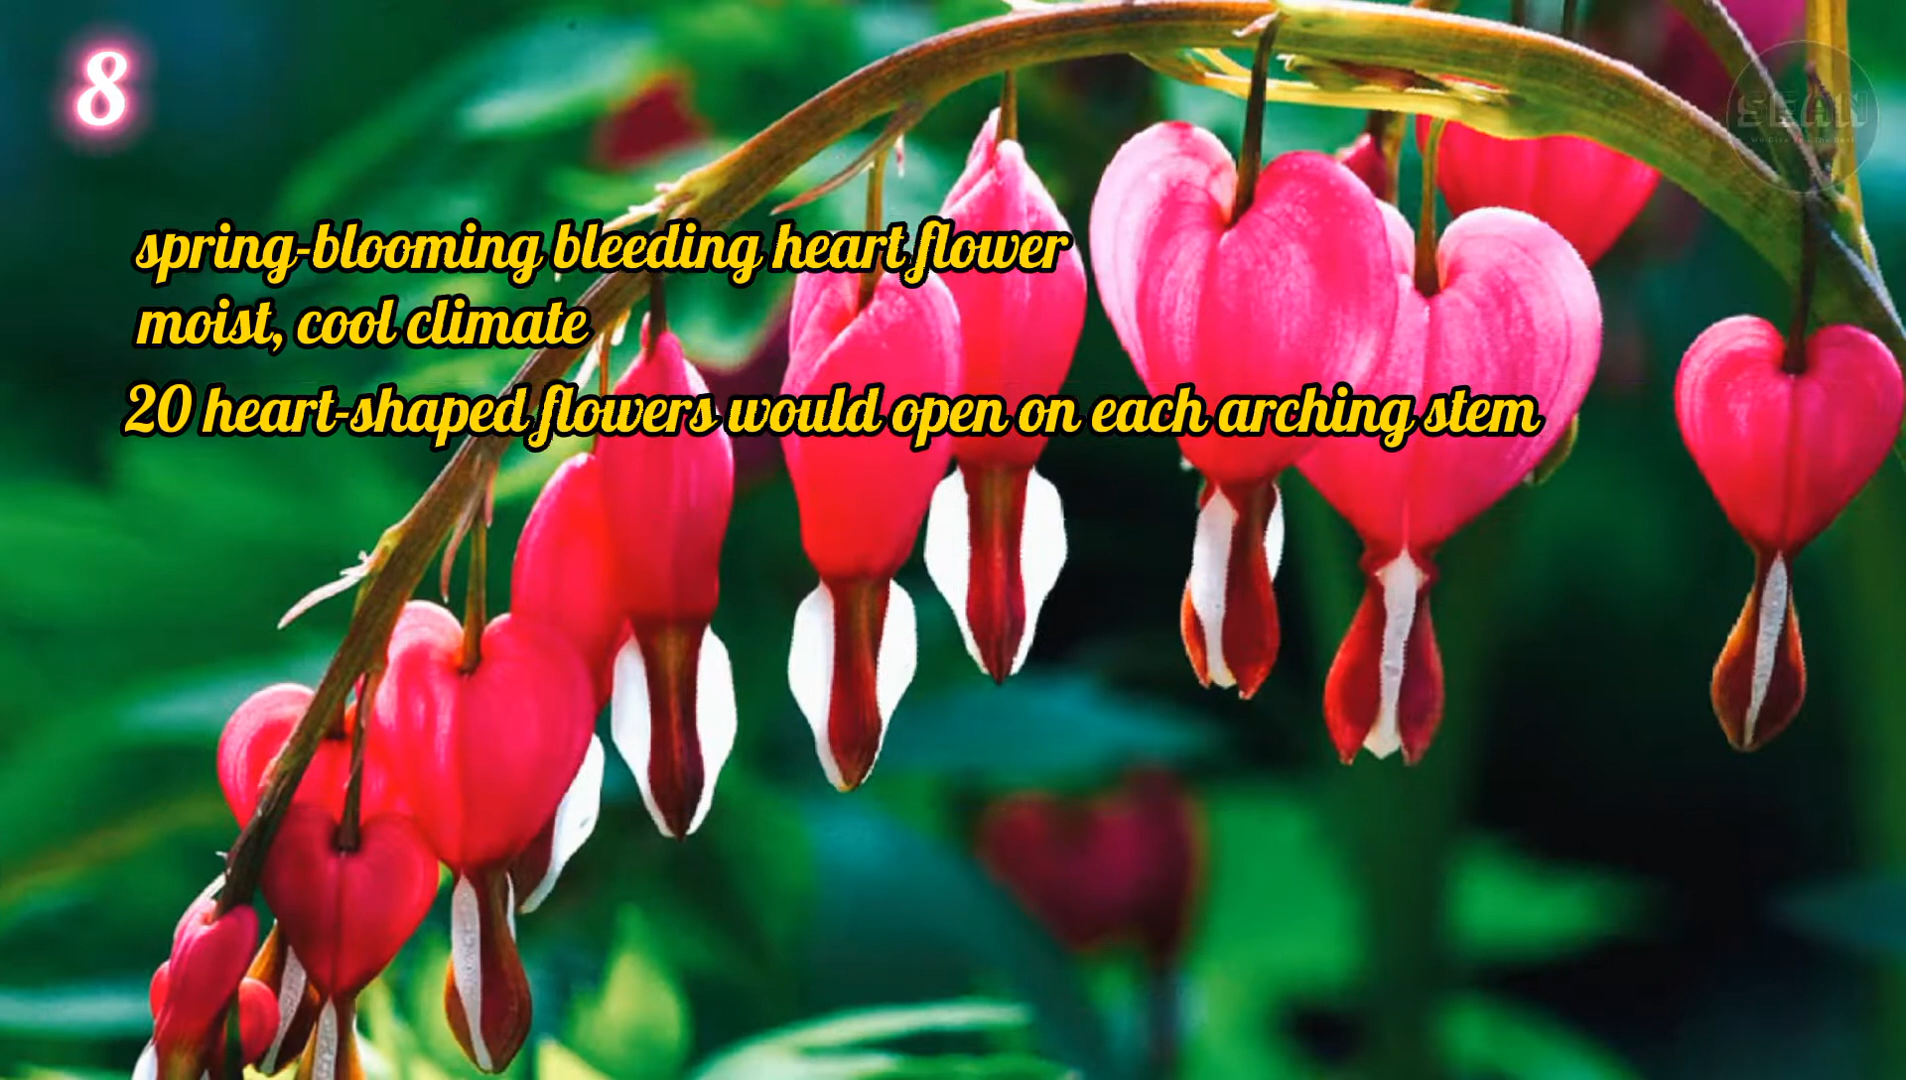 8
SEAN
spring-blooming bleeding heart flower
moist, cool climate
20 heart-shaped flowers would open on each arching stem